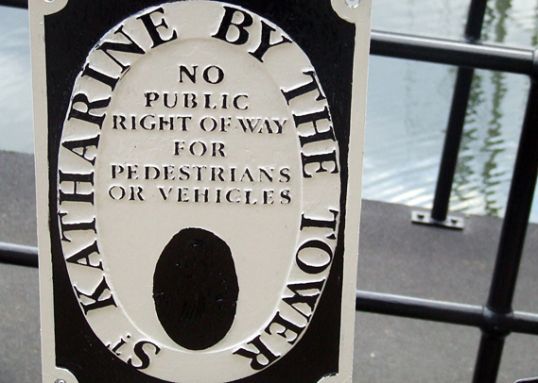 St KATHARINE BY THE TOWER
NO
PUBLIC
RIGHT OF WAY
FOR
PEDESTRIANS
OR VEHICLES